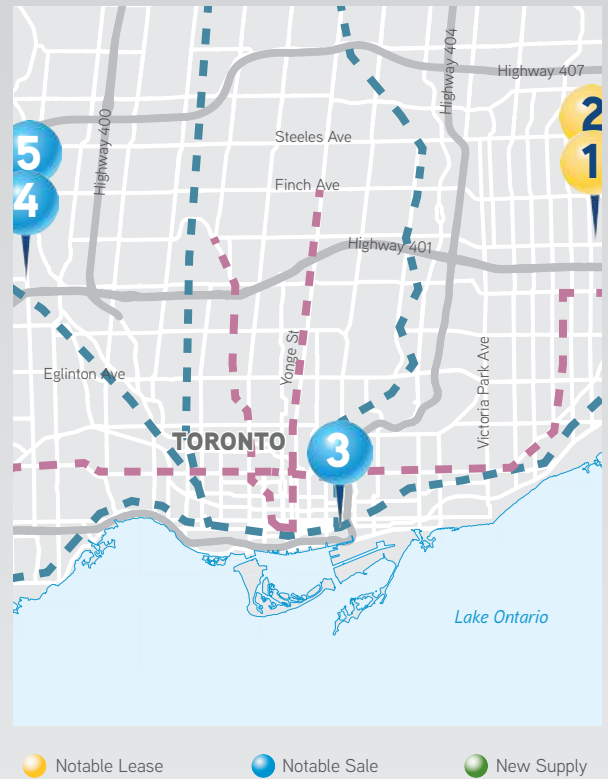 Highway 404
Highway 407
2
Highway 400
Steeles Ave
5
1
Finch Ave
4
Highway 401
Yonge St
Eglinton Ave
Victoria Park Ave
TORONTO
3
Lake Ontario
Notable Lease
Notable Sale
New Supply